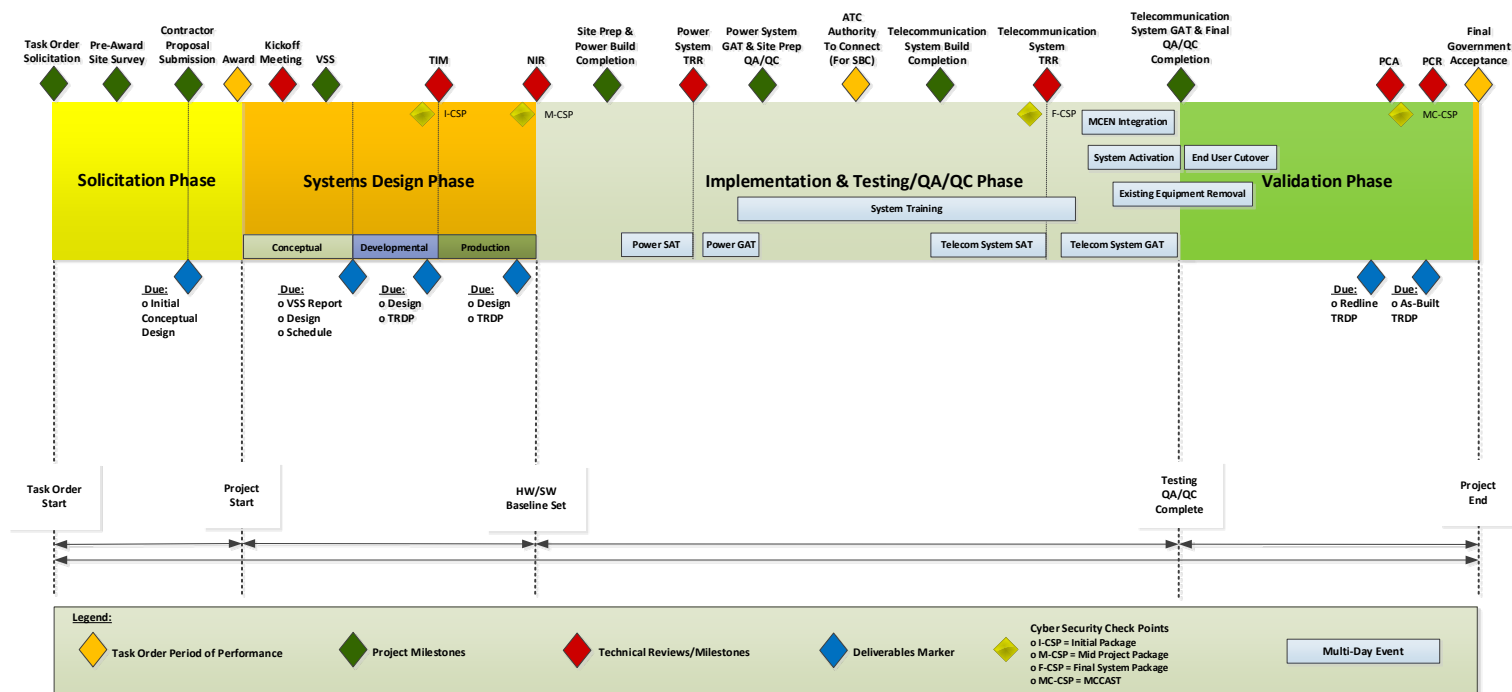 Task Order
Solicitation
Pre-Award
Site Survey
Contractor
Proposal
Submission
Award
Kickoff
Meeting
VSS
TIM
NIR
Site Prep &
Power Build
Completion
Power
System
TRR
Power System
GAT & Site Prep
QA/QC
ATC
Authority
To Connect
(For SBC)
Telecommunication
System Build
Completion
Telecommunication
System
TRR
Telecommunication
System GAT & Final
QA/QC
Completion
PCA
PCR
Final
Government
Acceptance
I-CSP
M-CSP
F-CSP
MC-CSP
MCEN Integration
System Activation
End User Cutover
Existing Equipment Removal
Solicitation Phase
Systems Design Phase
Implementation & Testing/QA/QC Phase
Validation Phase
System Training
Conceptual
Developmental
Production
Power SAT
Power GAT
Telecom System SAT
Telecom System GAT
Due:
o Initial
Conceptual
Design
Due:
o VSS Report
o Design
o Schedule
Due:
o Design
o TRDP
Due:
o Design
o TRDP
Due:
o Redline
TRDP
Due:
o As-Built
TRDP
Task Order
Start
Project
Start
HW/SW
Baseline Set
Testing
QA/QC
Complete
Project
End
Legend:
Task Order Period of Performance
Project Milestones
Technical Reviews/Milestones
Deliverables Marker
Cyber Security Check Points
o I-CSP = Initial Package
o M-CSP = Mid Project Package
o F-CSP = Final System Package
o MC-CSP = MCCAST
Multi-Day Event